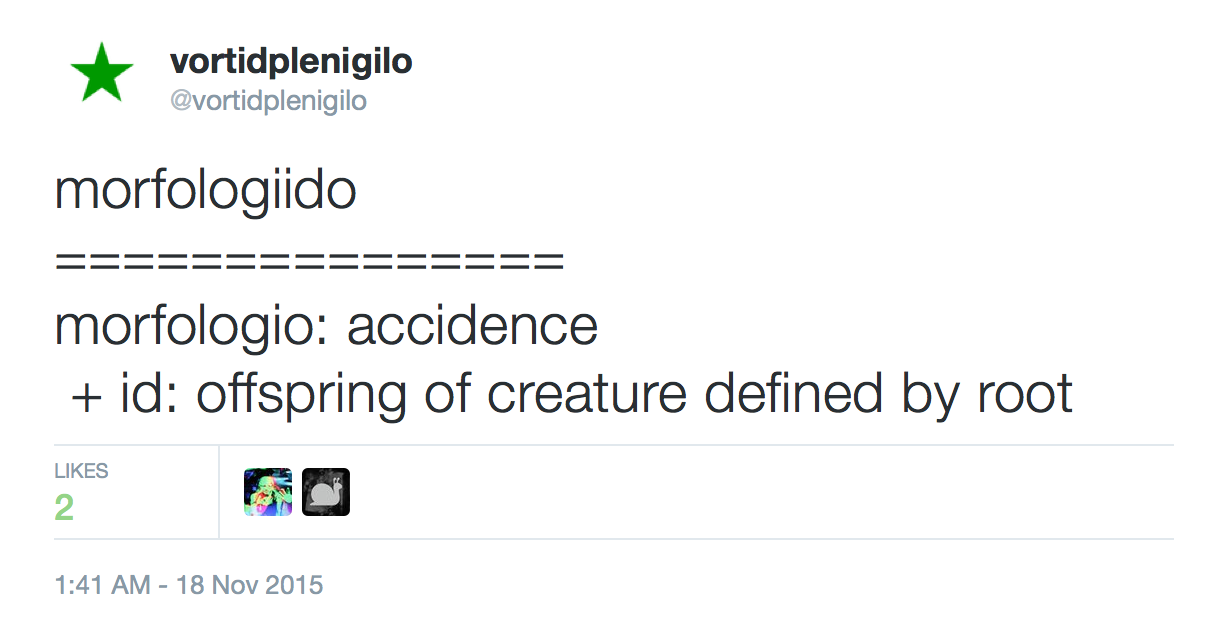 vortidplenigilo
@vortidplenigilo
morfologiido
===============
morfologio: accidence
+ id: offspring of creature defined by root
LIKES
2
1:41 AM - 18 Nov 2015